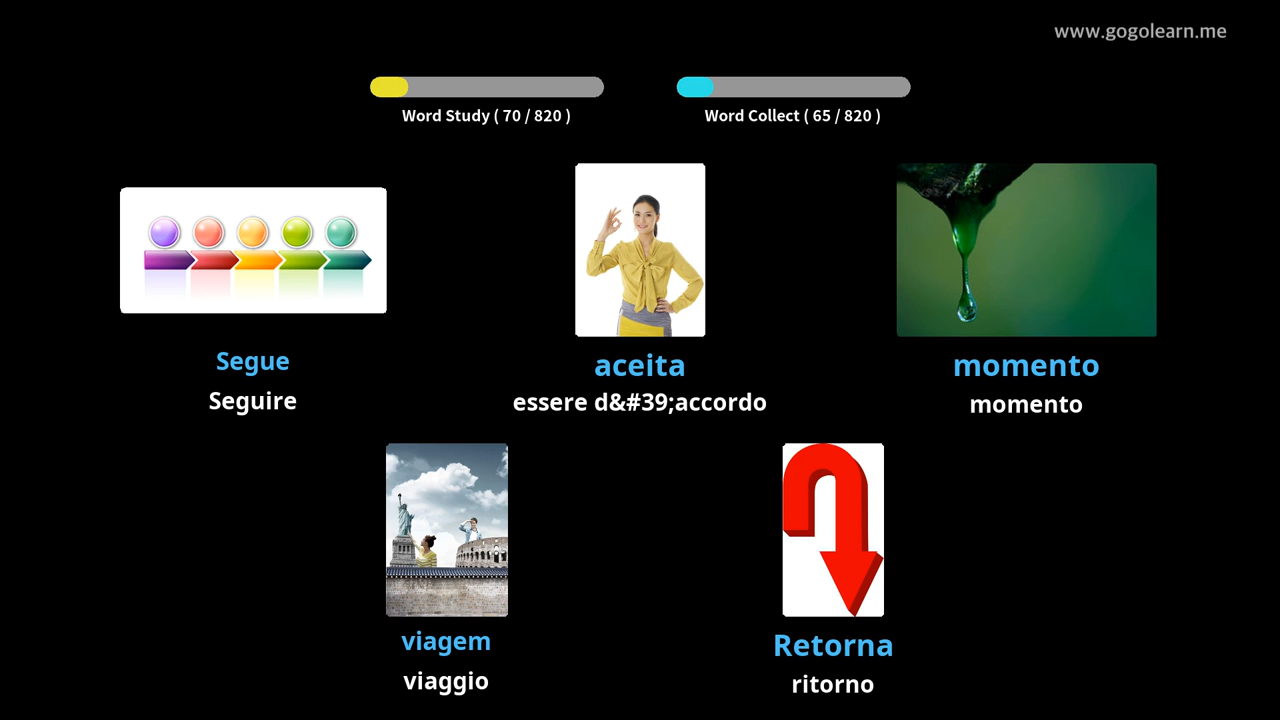 www.gogolearn.me
Word Study ( 70 / 820 )
Word Collect ( 65 / 820 )
Segue
Seguire
aceita
essere d&#39;accordo
momento
momento
viagem
viaggio
Retorna
ritorno